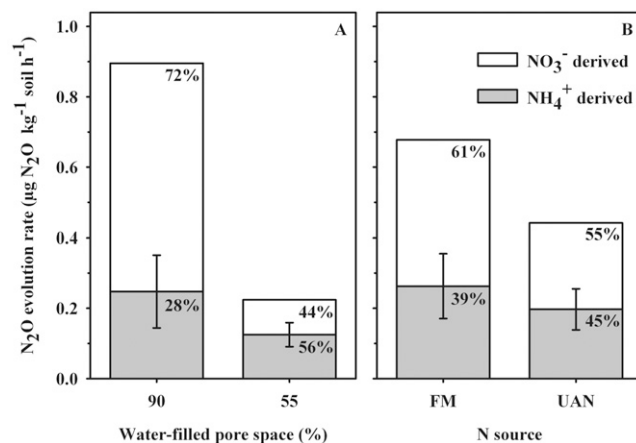 N₂O evolution rate (µg N₂O kg⁻¹ soil h⁻¹)
1.0
0.8
0.6
0.4
0.2
0.0
A
72%
28%
44%
56%
90
55
Water-filled pore space (%)
B
NO₃⁻ derived
NH₄⁺ derived
61%
39%
55%
45%
FM
UAN
N source